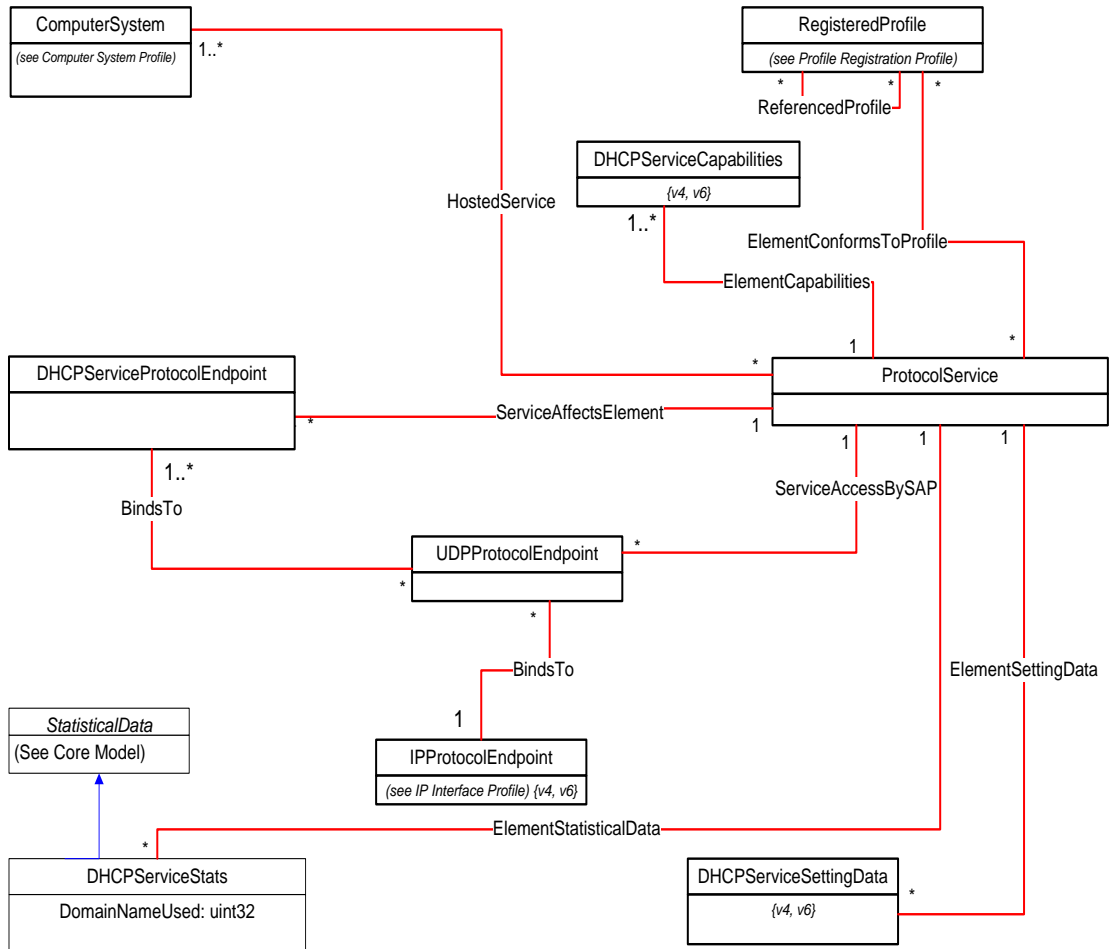 ComputerSystem
(see Computer System Profile)
1..*
RegisteredProfile
(see Profile Registration Profile)
*
*
*
ReferencedProfile
DHCPServiceCapabilities
{v4, v6}
1..*
HostedService
ElementConformsToProfile
ElementCapabilities
1
*
DHCPServiceProtocolEndpoint
*
ProtocolService
ServiceAffectsElement
*
1
1
1
1
1..*
BindsTo
ServiceAccessBySAP
UDPProtocolEndpoint
*
*
*
BindsTo
ElementSettingData
1
StatisticalData
(See Core Model)
IPProtocolEndpoint
(see IP Interface Profile) {v4, v6}
ElementStatisticalData
*
DHCPServiceStats
DomainNameUsed: uint32
DHCPServiceSettingData
{v4, v6}
*